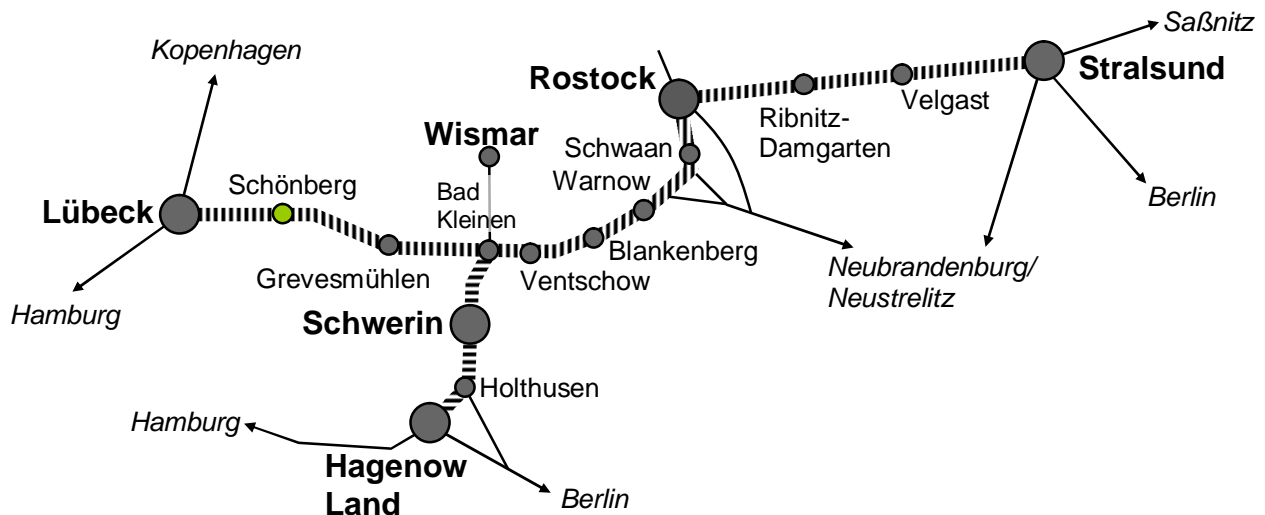 Saßnitz
Kopenhagen
Rostock
Stralsund
Velgast
Ribnitz-
Damgarten
Wismar
Schwaan
Warnow
Schönberg
Bad
Kleinen
Lübeck
Berlin
Blankenberg
Grevesmühlen
Ventschow
Neubrandenburg/
Neustrelitz
Hamburg
Schwerin
Holthusen
Hamburg
Hagenow
Land
Berlin